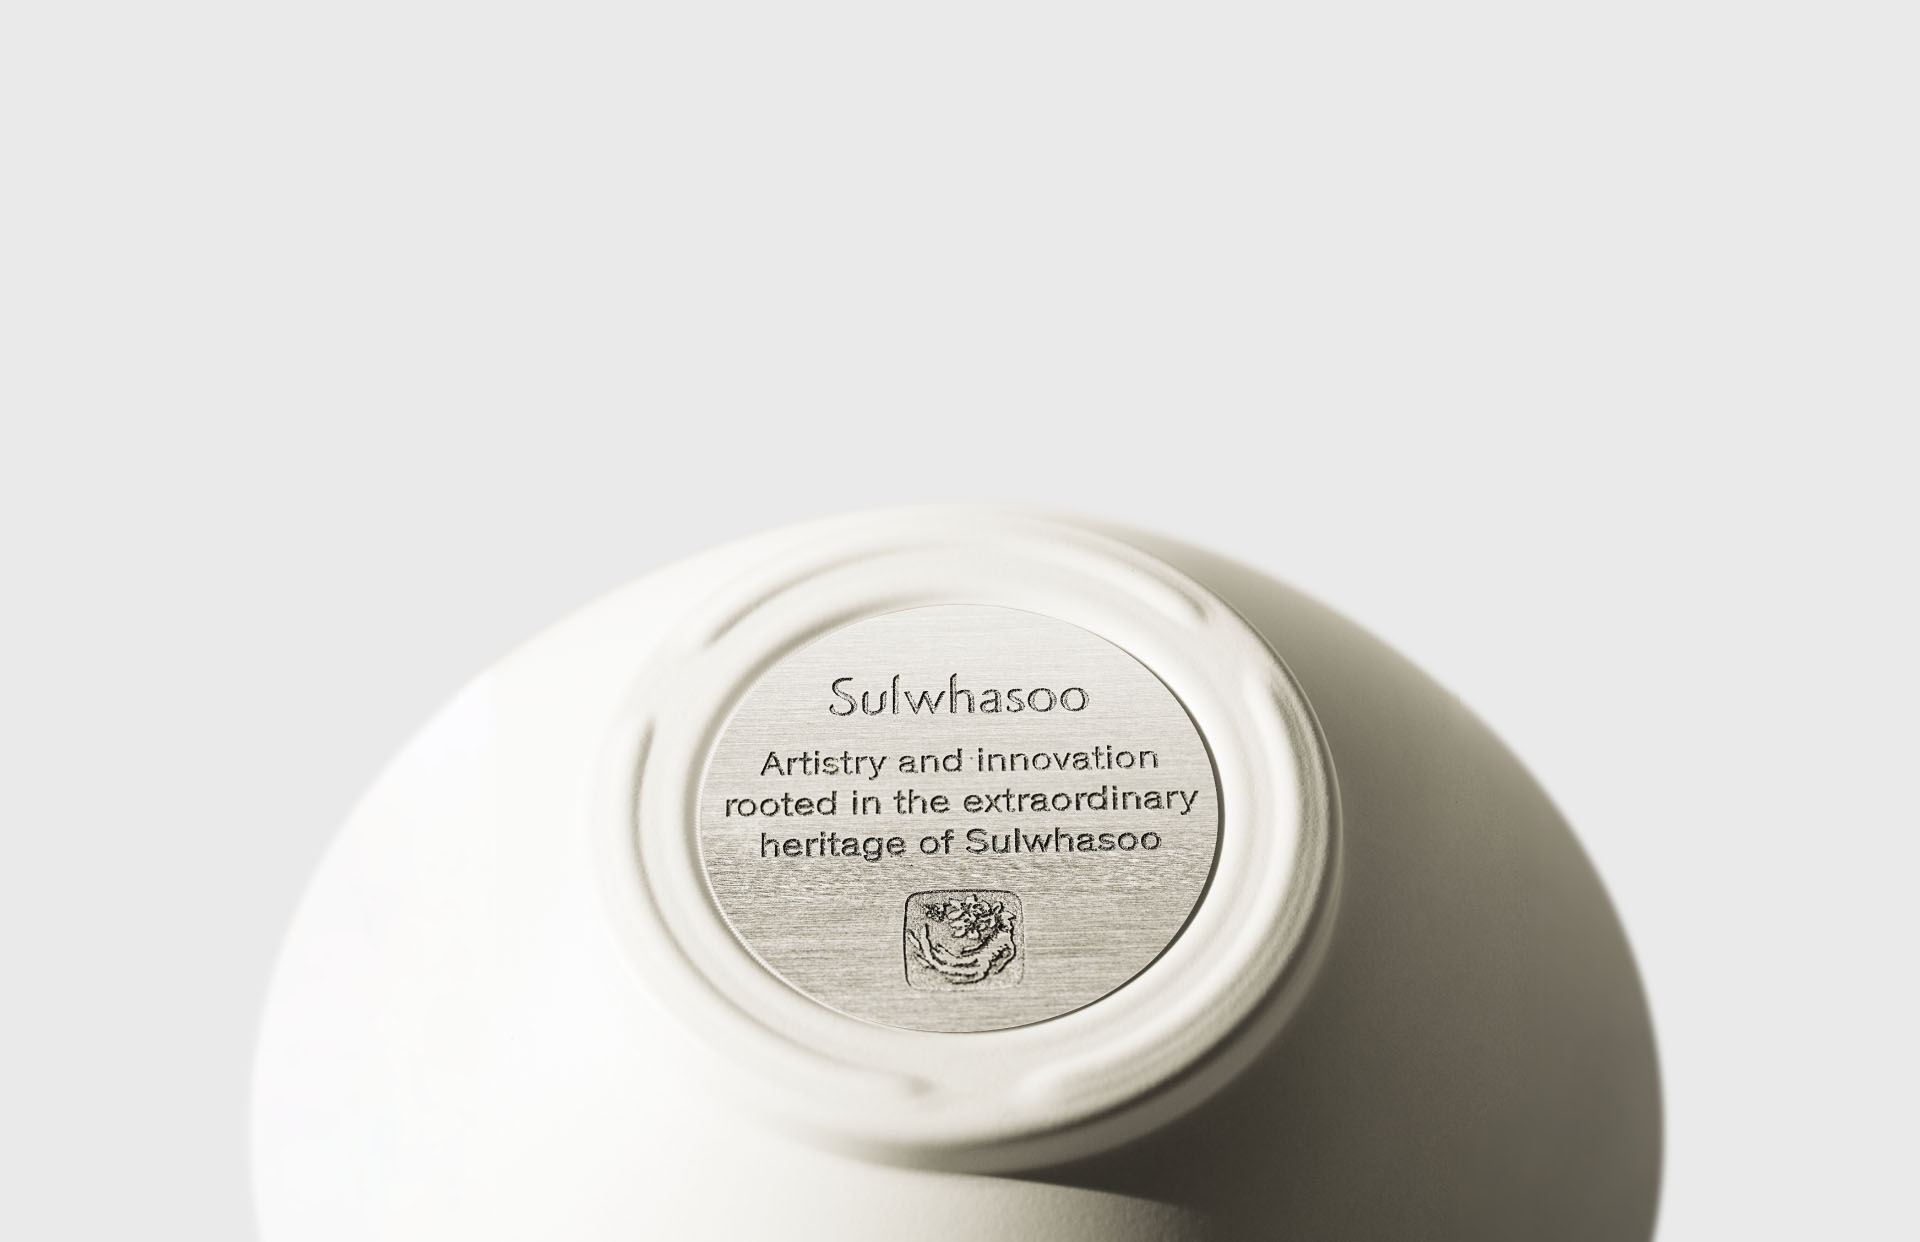 Sulwhasoo
Artistry and innovation
rooted in the extraordinary
heritage of Sulwhasoo